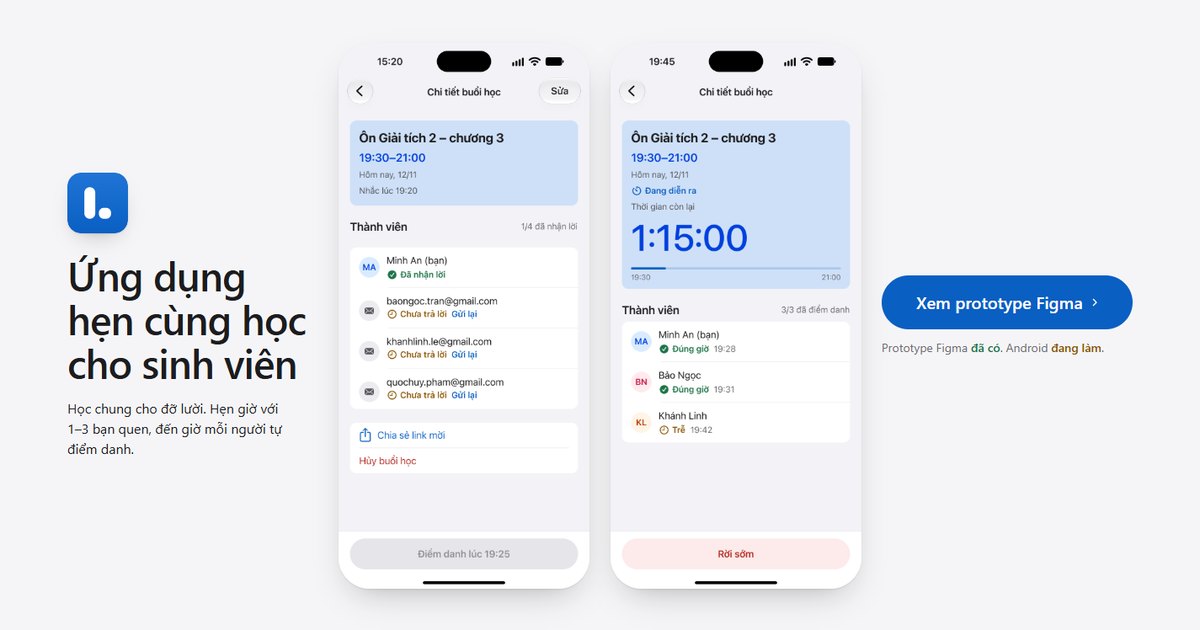 Ứng dụng
hẹn cùng học
cho sinh viên
Học chung cho đỡ lười. Hẹn giờ với
1–3 bạn quen, đến giờ mỗi người tự
điểm danh.
15:20
Chi tiết buổi học
Sửa
Ôn Giải tích 2 – chương 3
19:30–21:00
Hôm nay, 12/11
Nhắc lúc 19:20
Thành viên
1/4 đã nhận lời
MA
Minh An (bạn)
Đã nhận lời
baongoc.tran@gmail.com
Chưa trả lời Gửi lại
khanhlinh.le@gmail.com
Chưa trả lời Gửi lại
quochuy.pham@gmail.com
Chưa trả lời Gửi lại
Chia sẻ link mời
Hủy buổi học
Điểm danh lúc 19:25
19:45
Chi tiết buổi học
Ôn Giải tích 2 – chương 3
19:30–21:00
Hôm nay, 12/11
Đang diễn ra
Thời gian còn lại
1:15:00
19:30
21:00
Thành viên
3/3 đã điểm danh
MA
Minh An (bạn)
Đúng giờ 19:28
BN
Bảo Ngọc
Đúng giờ 19:31
KL
Khánh Linh
Trễ 19:42
Rời sớm
Xem prototype Figma
Prototype Figma đã có. Android đang làm.